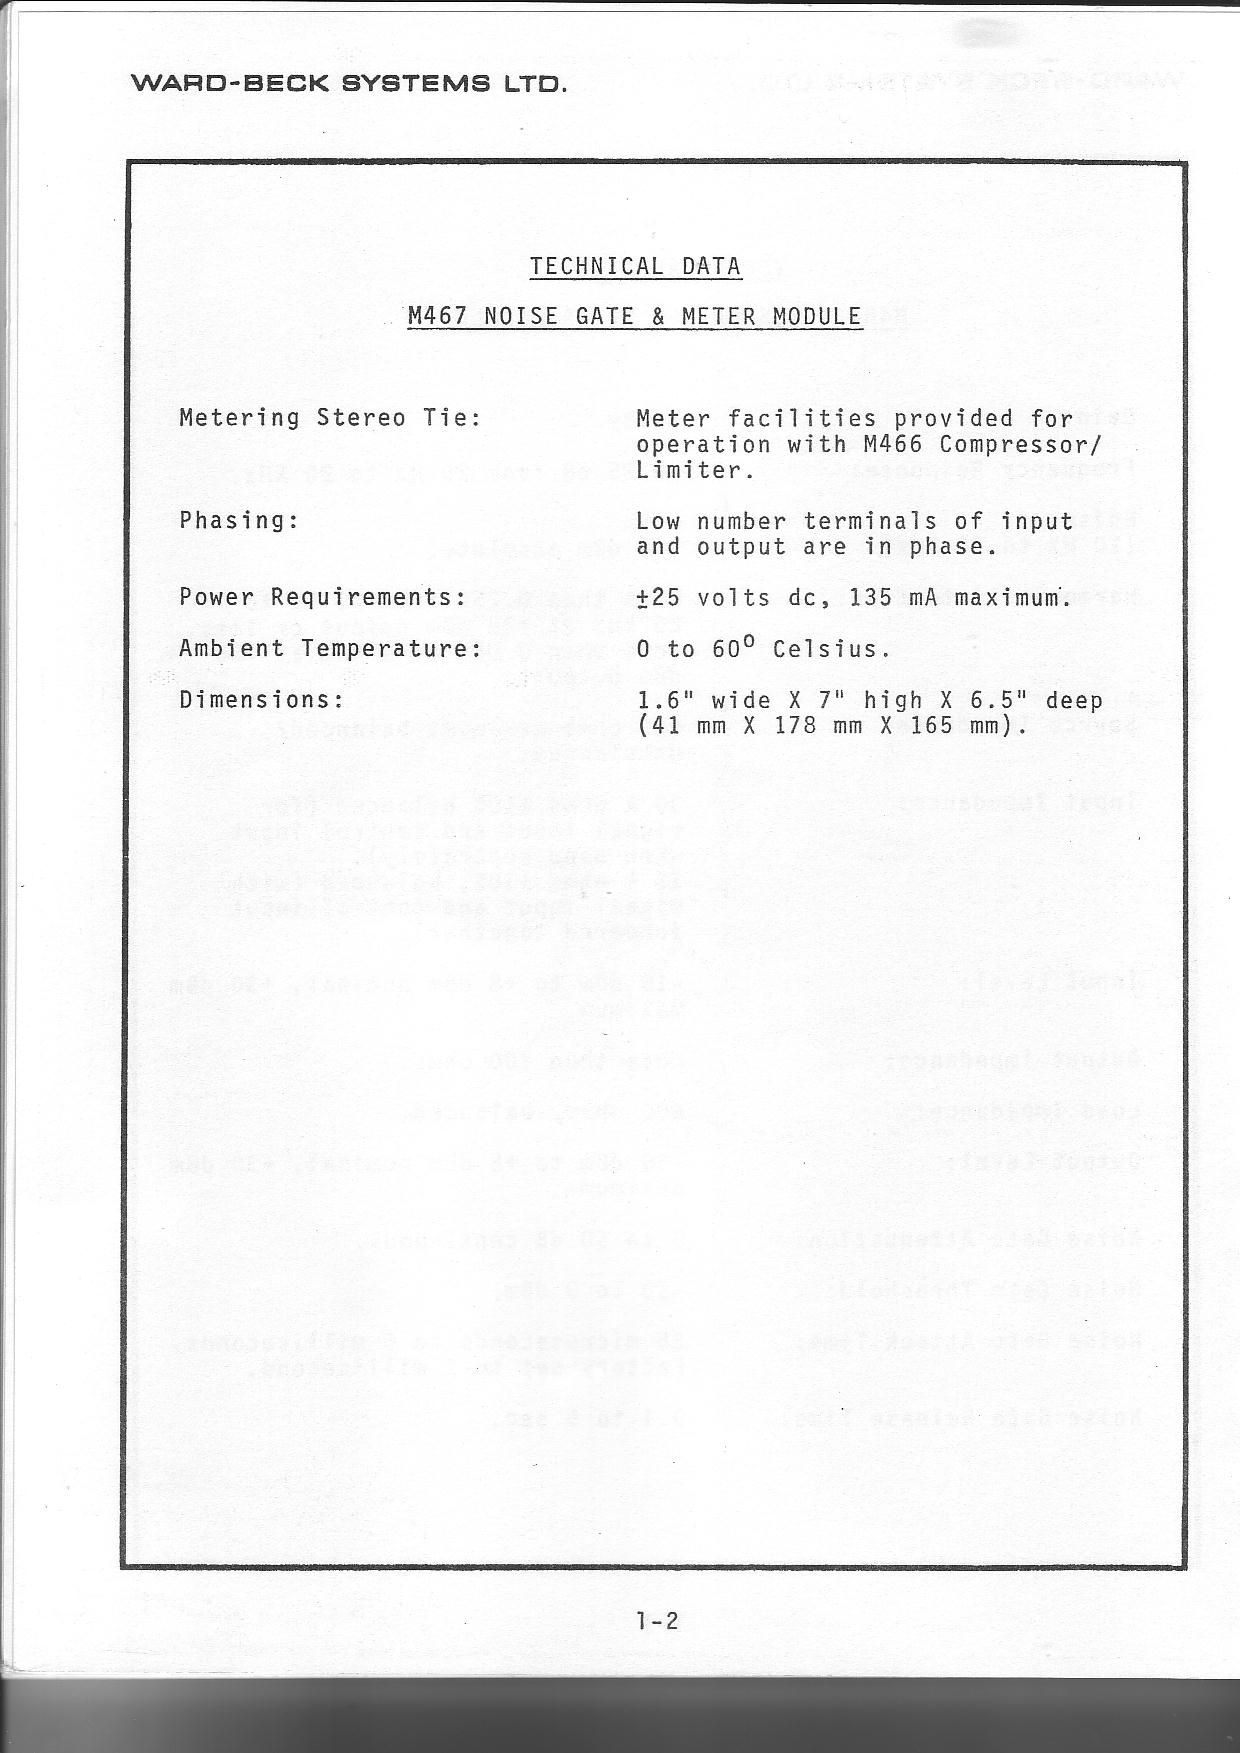 WARD-BECK SYSTEMS LTD.
TECHNICAL DATA
M467 NOISE GATE & METER MODULE
Metering Stereo Tie: Meter facilities provided for
operation with M466 Compressor/
Limiter.
Phasing: Low number terminals of input
and output are in phase.
Power Requirements: ±25 volts dc, 135 mA maximum.
Ambient Temperature: 0 to 60⁰ Celsius.
Dimensions: 1.6" wide X 7" high X 6.5" deep
(41 mm X 178 mm X 165 mm).
1-2